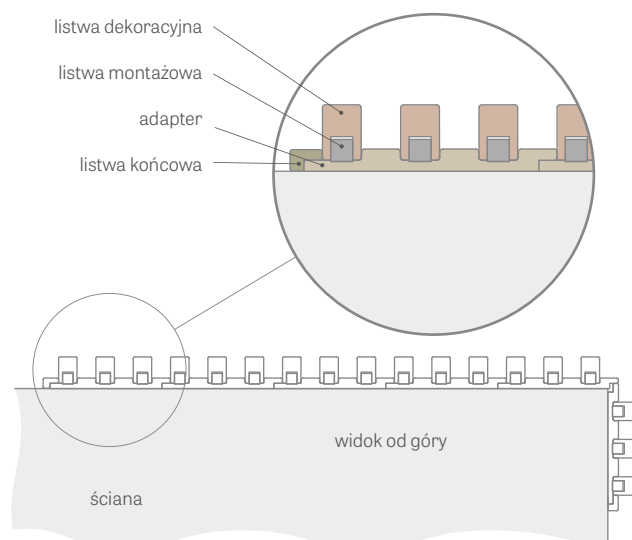 listwa dekoracyjna
listwa montażowa
adapter
listwa końcowa
widok od góry
ściana